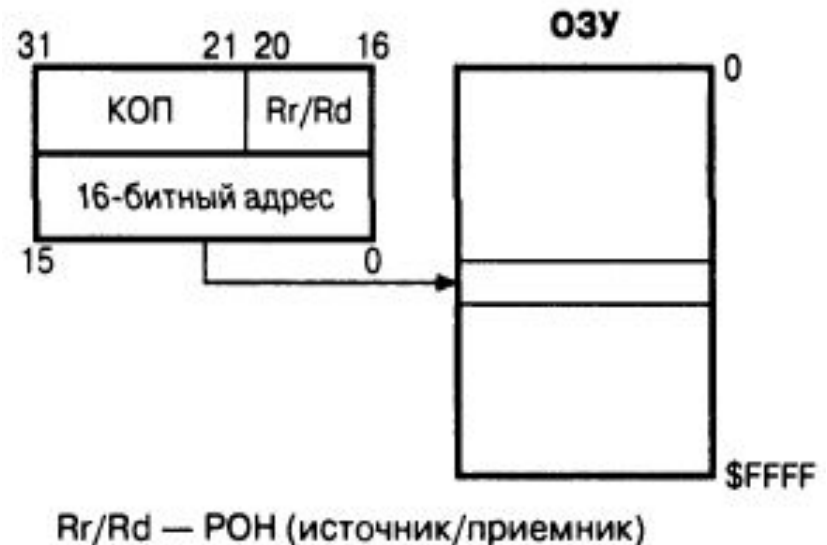 ОЗУ
31 21 20 16
0
КОП Rr/Rd
16-битный адрес
15 0
$FFFF
Rr/Rd — РОН (источник/приемник)